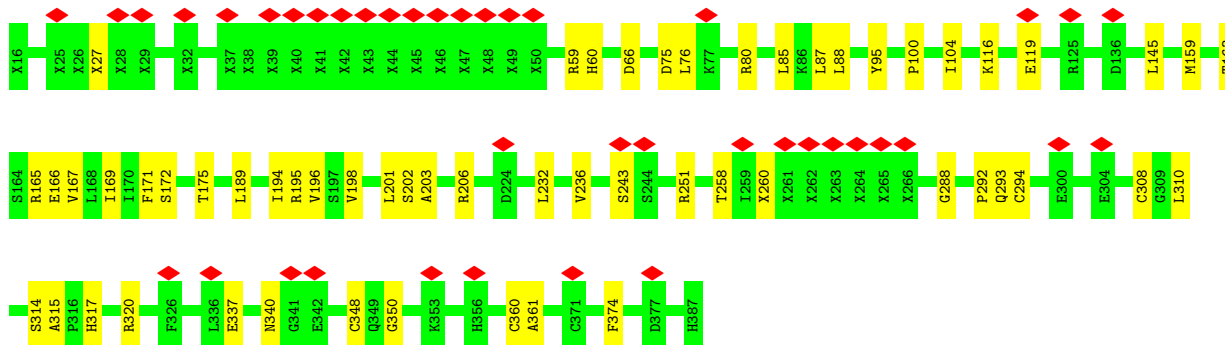 X16 X25 X26 X27 X28 X29 X32 X37 X38 X39 X40 X41 X42 X43 X44 X45 X46 X47 X48 X49 X50 R59 H60 D66 D75 L76 K77 R80 L85 K86 L87 L88 Y95 P100 I104 K116 E119 R125 D136 L145 M159
S164 R165 E166 V167 L168 I169 I170 F171 S172 T175 L189 I194 R195 V196 S197 V198 L201 S202 A203 R206 D224 L232 V236 S243 S244 R251 T258 I259 X260 X261 X262 X263 X264 X265 X266 G288 P292 Q293 C294 E300 E304 C308 G309 L310
S314 A315 P316 H317 R320 F326 L336 E337 N340 G341 E342 C348 Q349 G350 K353 H356 C360 A361 C371 F374 D377 H387